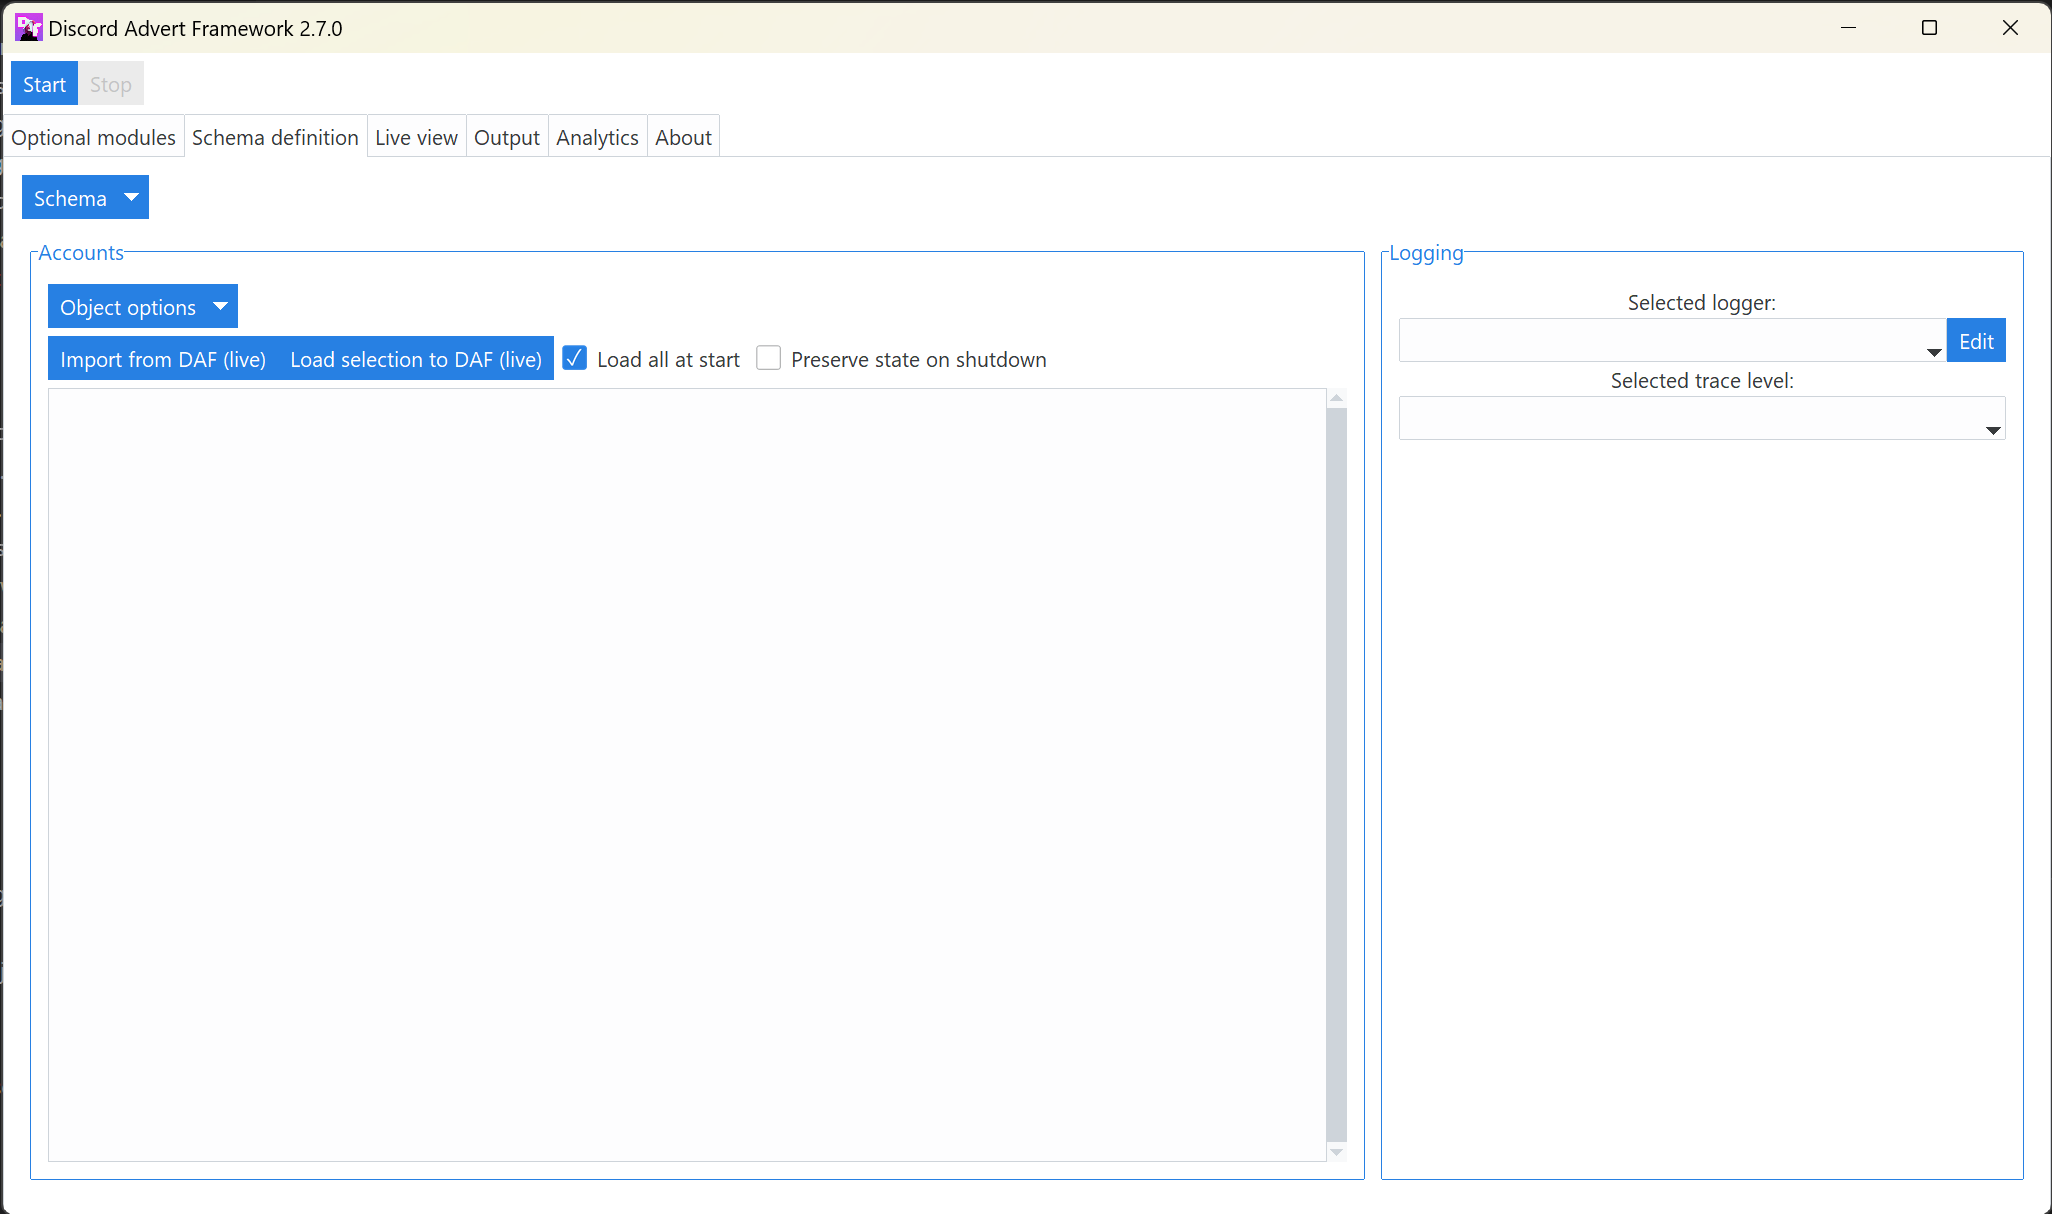 Discord Advert Framework 2.7.0
Start Stop
Optional modules Schema definition Live view Output Analytics About
Schema
Accounts
Object options
Import from DAF (live) Load selection to DAF (live) Load all at start Preserve state on shutdown
Logging
Selected logger:
Edit
Selected trace level: